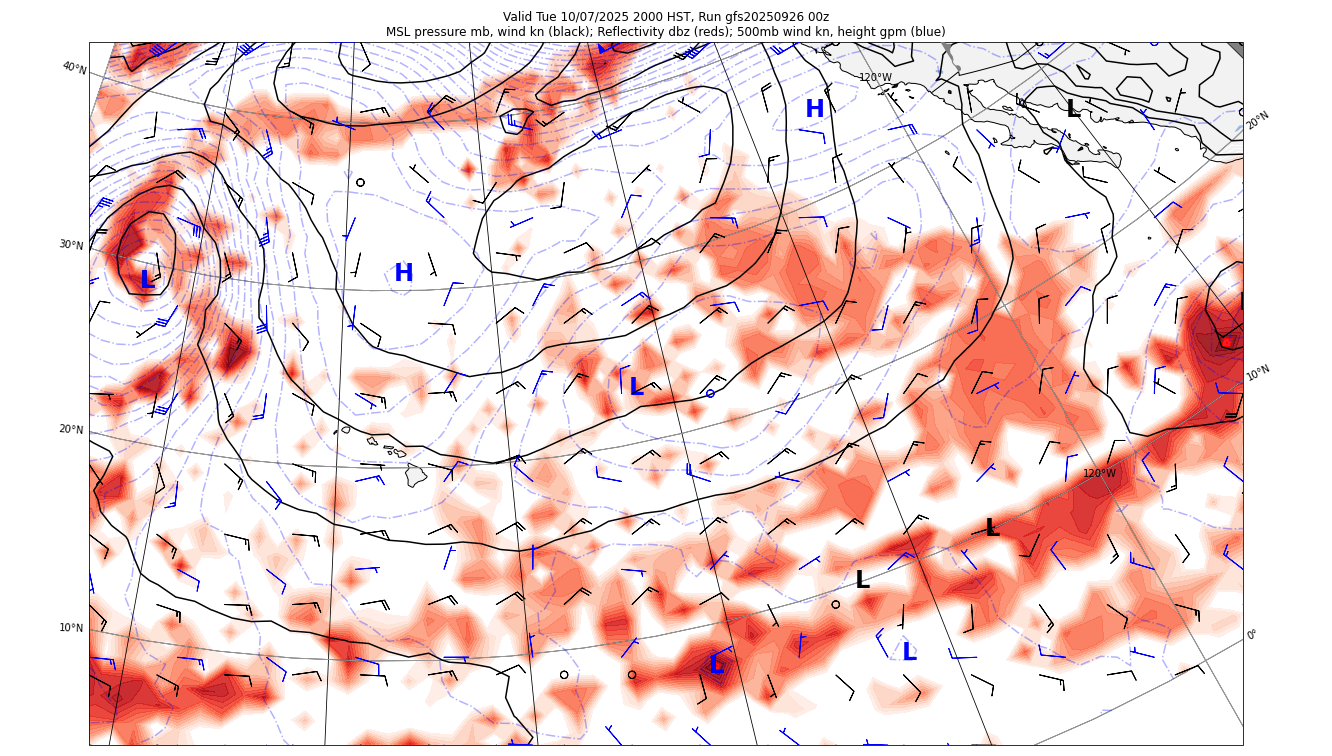 Valid Tue 10/07/2025 2000 HST, Run gfs20250926 00z
MSL pressure mb, wind kn (black); Reflectivity dbz (reds); 500mb wind kn, height gpm (blue)
40°N
120°W
H
L
20°N
30°N
L
H
L
10°N
20°N
120°W
L
L
10°N
0°
L
L